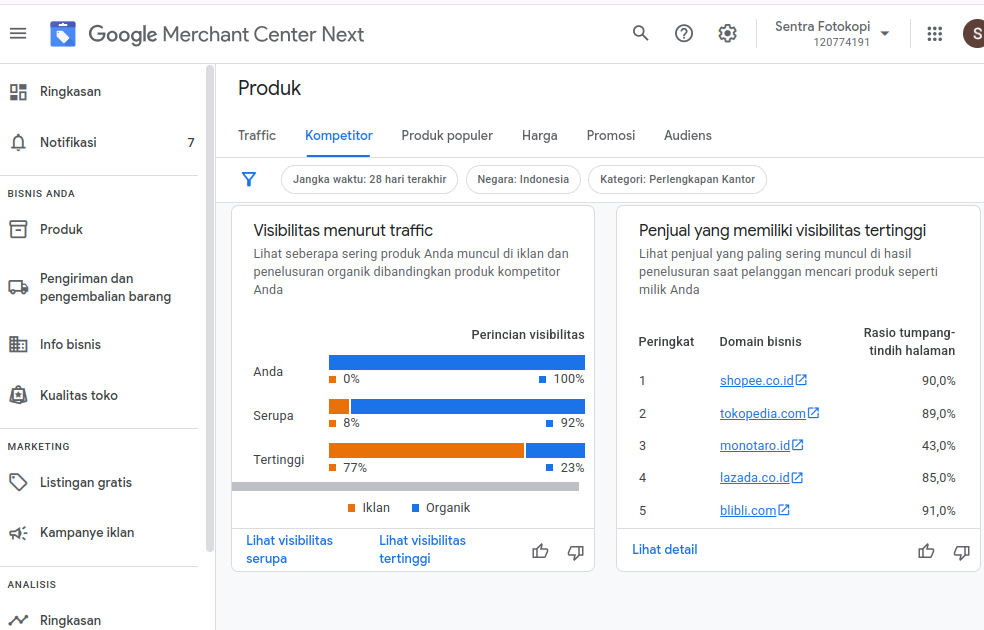 Google Merchant Center Next
Sentra Fotokopi
120774191
S
Ringkasan
Notifikasi 7
BISNIS ANDA
Produk
Pengiriman dan
pengembalian barang
Info bisnis
Kualitas toko
MARKETING
Listingan gratis
Kampanye iklan
ANALISIS
Ringkasan
Produk
Traffic Kompetitor Produk populer Harga Promosi Audiens
Jangka waktu: 28 hari terakhir Negara: Indonesia Kategori: Perlengkapan Kantor
Visibilitas menurut traffic
Lihat seberapa sering produk Anda muncul di iklan dan
penelusuran organik dibandingkan produk kompetitor
Anda
Perincian visibilitas
Anda
0% 100%
Serupa
8% 92%
Tertinggi
77% 23%
Iklan Organik
Lihat visibilitas
serupa
Lihat visibilitas
tertinggi
Penjual yang memiliki visibilitas tertinggi
Lihat penjual yang paling sering muncul di hasil
penelusuran saat pelanggan mencari produk seperti
milik Anda
Peringkat Domain bisnis Rasio tumpang-
tindih halaman
1 shopee.co.id 90,0%
2 tokopedia.com 89,0%
3 monotaro.id 43,0%
4 lazada.co.id 85,0%
5 blibli.com 91,0%
Lihat detail